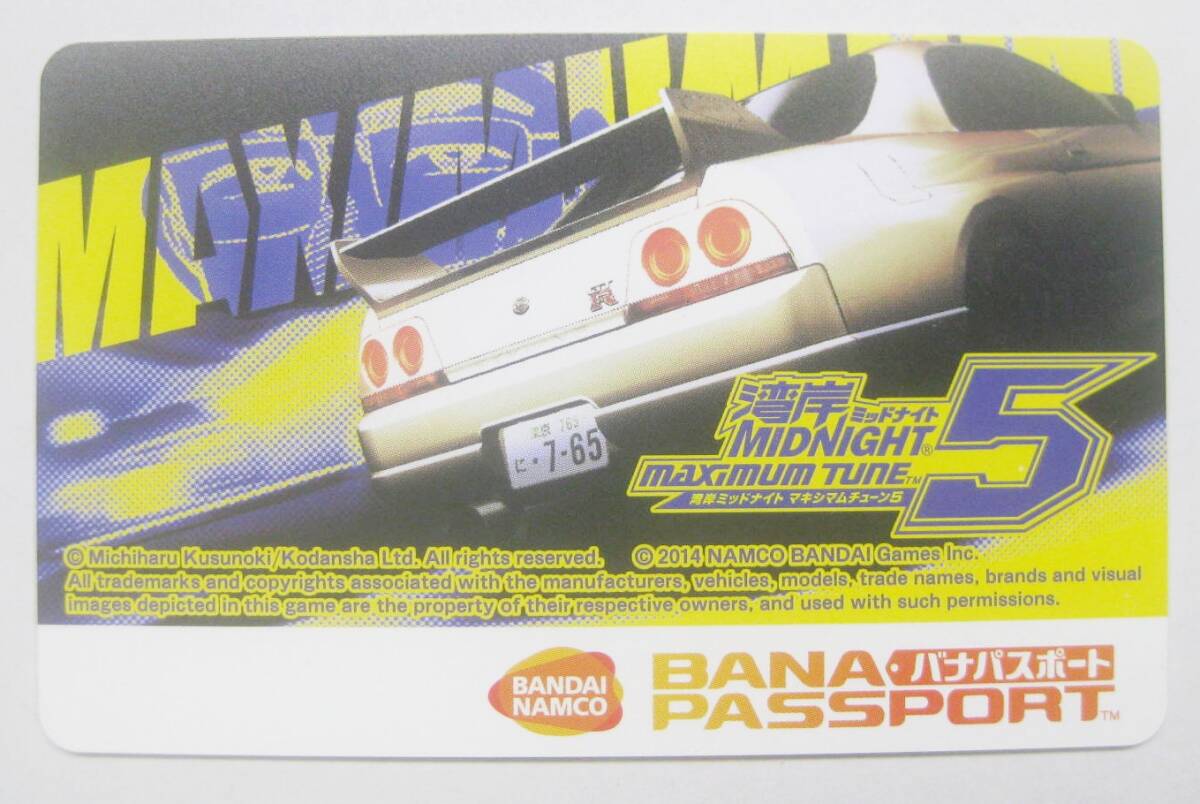 MAXIMUM
GT-R
7-65
湾岸
ミッドナイト
MIDNIGHT®
MAXIMUM TUNE™
5
湾岸ミッドナイト マキシマムチューン5
© Michiharu Kusunoki/Kodansha Ltd. All rights reserved. © 2014 NAMCO BANDAI Games Inc.
All trademarks and copyrights associated with the manufacturers, vehicles, models, trade names, brands and visual
images depicted in this game are the property of their respective owners, and used with such permissions.
BANDAI
NAMCO
BANA・バナパスポート
PASSPORT™